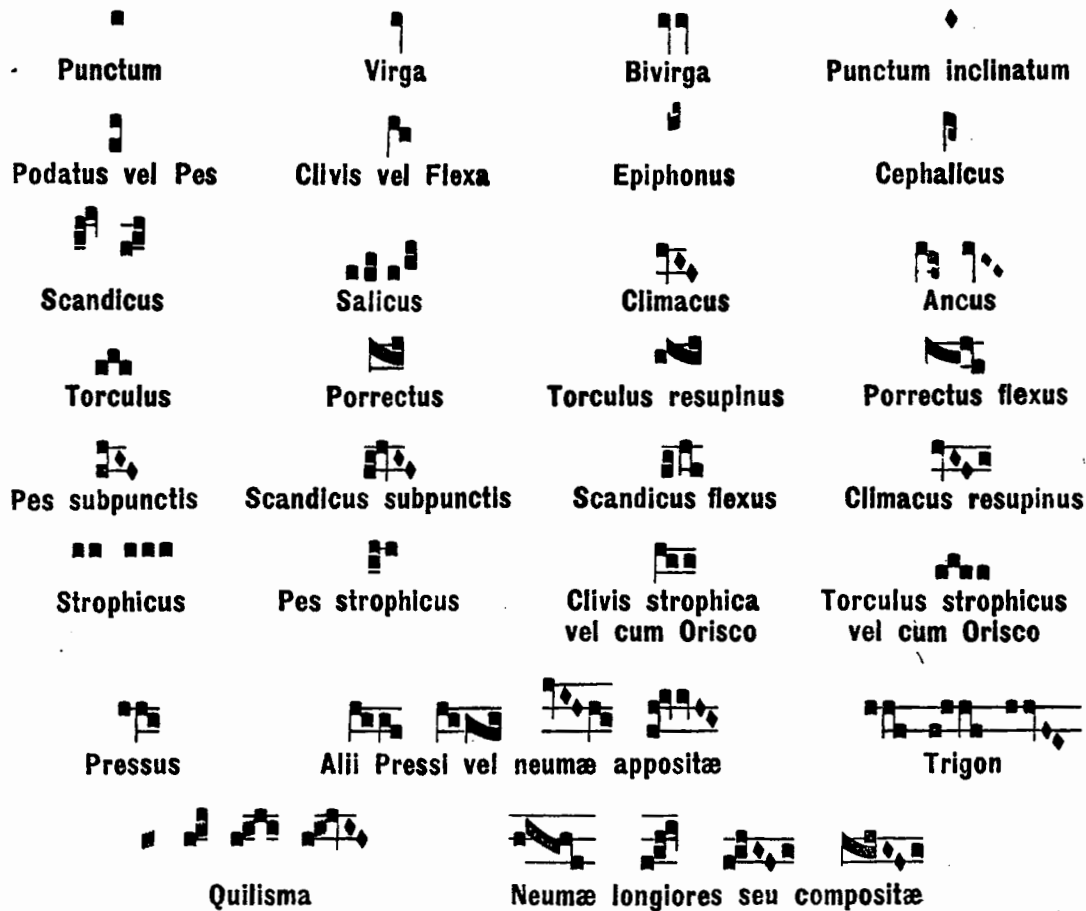 Punctum
Virga
Bivirga
Punctum inclinatum
Podatus vel Pes
Clivis vel Flexa
Epiphonus
Cephalicus
Scandicus
Salicus
Climacus
Ancus
Torculus
Porrectus
Torculus resupinus
Porrectus flexus
Pes subpunctis
Scandicus subpunctis
Scandicus flexus
Climacus resupinus
Strophicus
Pes strophicus
Clivis strophica
vel cum Orisco
Torculus strophicus
vel cum Orisco
Pressus
Alii Pressi vel neumæ appositæ
Trigon
Quilisma
Neumæ longiores seu compositæ